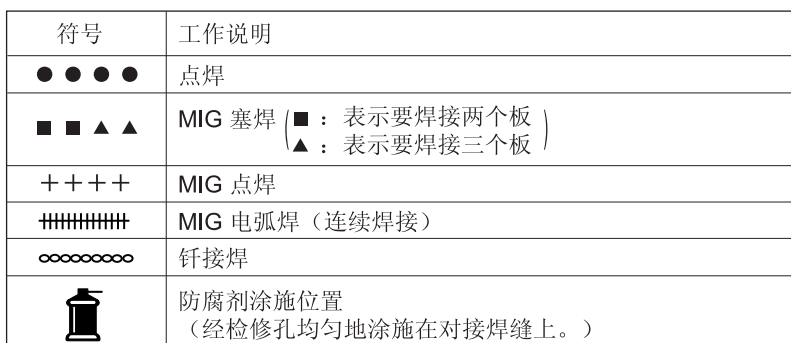 符号 工作说明
● ● ● ● 点焊
■ ■ ▲ ▲ MIG 塞焊 (■ ：表示要焊接两个板
▲ ：表示要焊接三个板)
++++ MIG 点焊
MIG 电弧焊（连续焊接）
钎接焊
防腐剂涂施位置
（经检修孔均匀地涂施在对接焊缝上。）